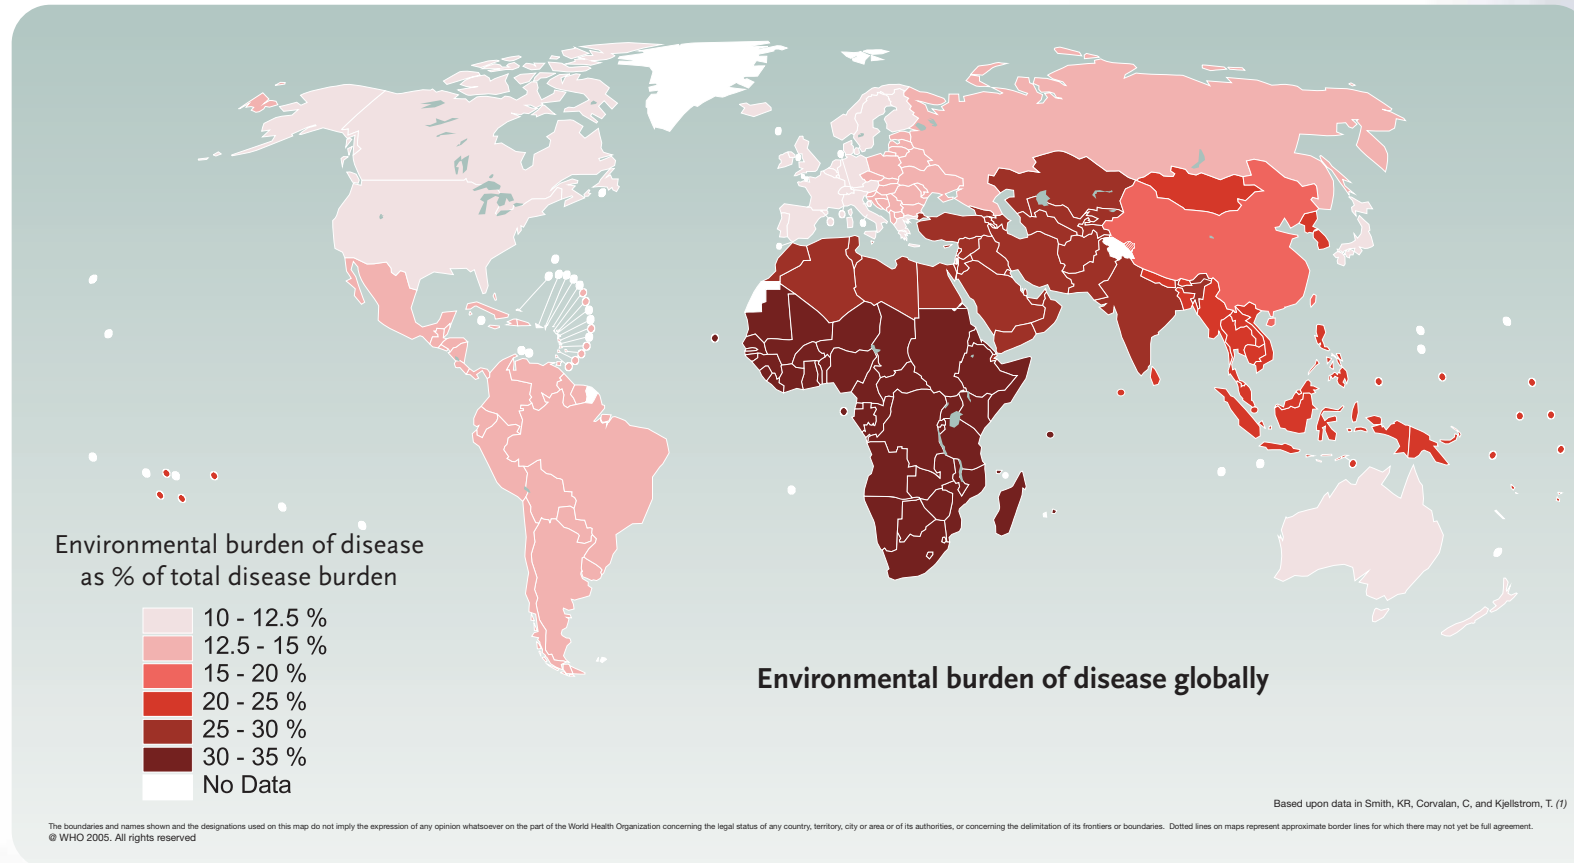 Environmental burden of disease
as % of total disease burden
10 - 12.5 %
12.5 - 15 %
15 - 20 %
20 - 25 %
25 - 30 %
30 - 35 %
No Data
Environmental burden of disease globally
Based upon data in Smith, KR, Corvalan, C, and Kjellstrom, T. (1)
The boundaries and names shown and the designations used on this map do not imply the expression of any opinion whatsoever on the part of the World Health Organization concerning the legal status of any country, territory, city or area or of its authorities, or concerning the delimitation of its frontiers or boundaries. Dotted lines on maps represent approximate border lines for which there may not yet be full agreement.
@ WHO 2005. All rights reserved